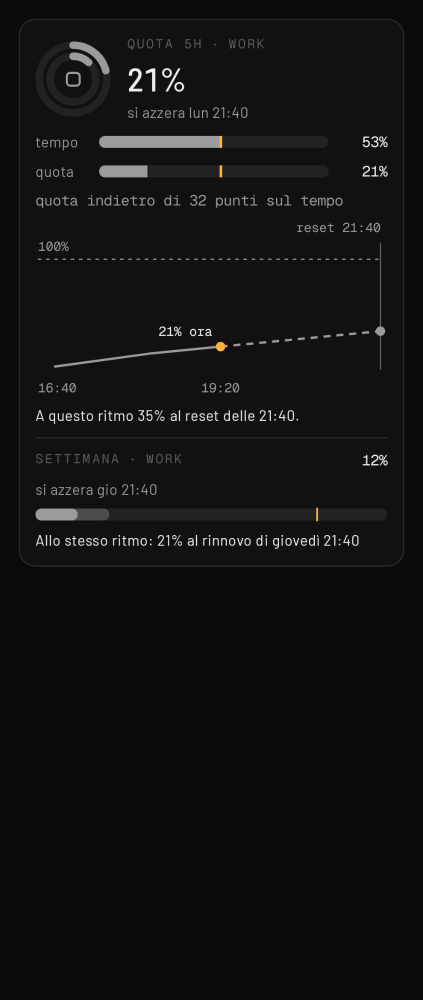 QUOTA 5H · WORK
21%
si azzera lun 21:40
tempo 53%
quota 21%
quota indietro di 32 punti sul tempo
reset 21:40
100%
21% ora
16:40 19:20
A questo ritmo 35% al reset delle 21:40.
SETTIMANA · WORK 12%
si azzera gio 21:40
Allo stesso ritmo: 21% al rinnovo di giovedì 21:40